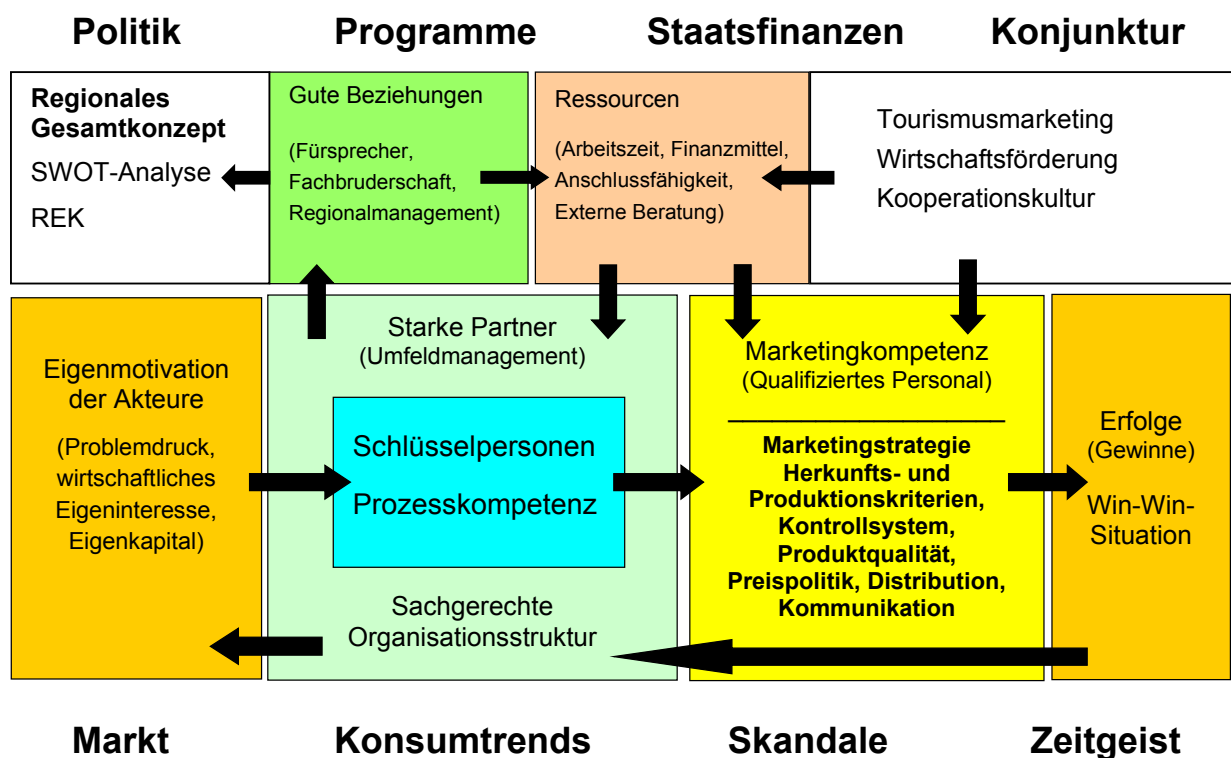 Politik
Programme
Staatsfinanzen
Konjunktur
Regionales
Gesamtkonzept
SWOT-Analyse
REK
Gute Beziehungen
(Fürsprecher,
Fachbruderschaft,
Regionalmanagement)
Ressourcen
(Arbeitszeit, Finanzmittel,
Anschlussfähigkeit,
Externe Beratung)
Tourismusmarketing
Wirtschaftsförderung
Kooperationskultur
Eigenmotivation
der Akteure
(Problemdruck,
wirtschaftliches
Eigeninteresse,
Eigenkapital)
Starke Partner
(Umfeldmanagement)
Schlüsselpersonen
Prozesskompetenz
Sachgerechte
Organisationsstruktur
Marketingkompetenz
(Qualifiziertes Personal)
Marketingstrategie
Herkunfts- und
Produktionskriterien,
Kontrollsystem,
Produktqualität,
Preispolitik, Distribution,
Kommunikation
Erfolge
(Gewinne)
Win-Win-
Situation
Markt
Konsumtrends
Skandale
Zeitgeist